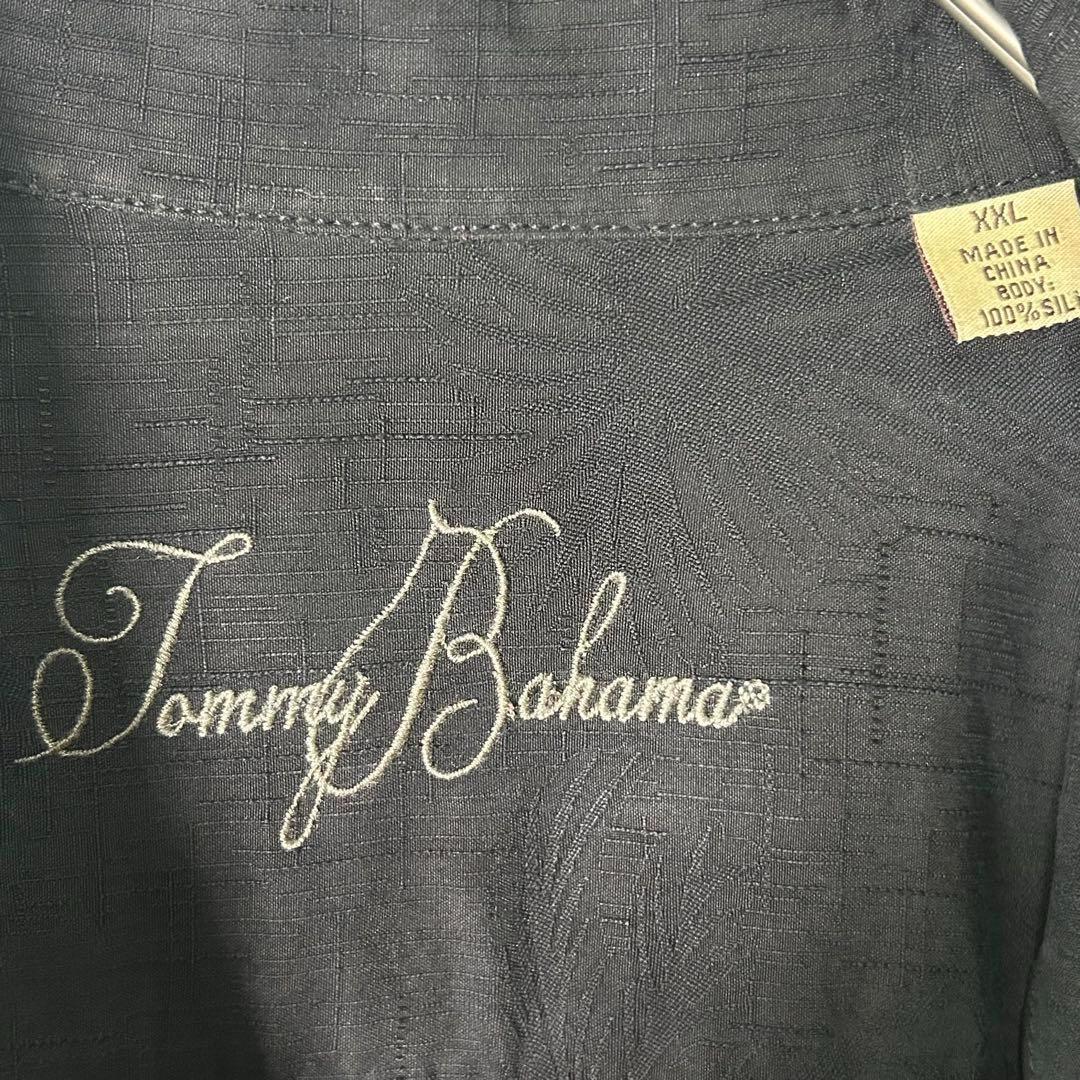 XXL
MADE IN
CHINA
BODY:
100% SIL
Tommy Bahama®